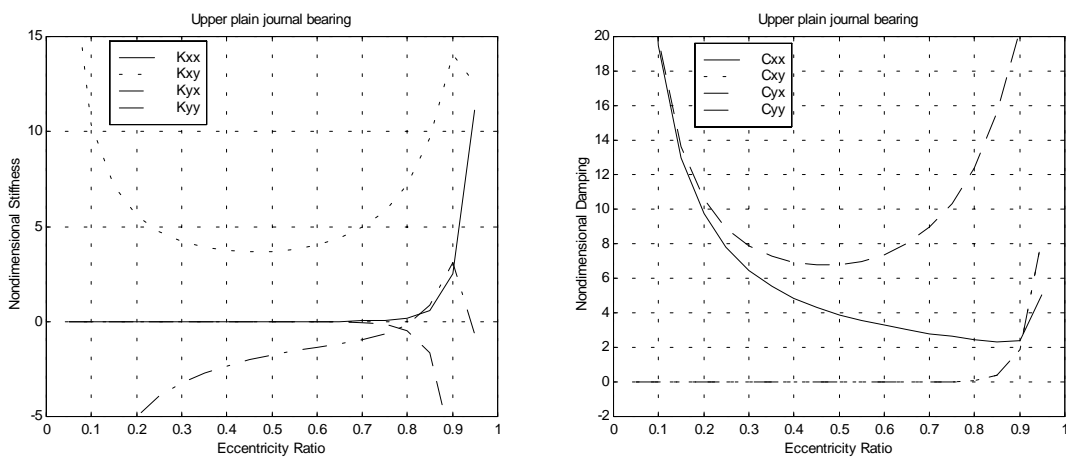 Upper plain journal bearing
15
10
5
0
-5
Nondimensional Stiffness
Kxx
Kxy
Kyx
Kyy
0.1 0.2 0.3 0.4 0.5 0.6 0.7 0.8 0.9 1
Eccentricity Ratio
Upper plain journal bearing
20
18
16
14
12
10
8
6
4
2
0
-2
Nondimensional Damping
Cxx
Cxy
Cyx
Cyy
0.1 0.2 0.3 0.4 0.5 0.6 0.7 0.8 0.9 1
Eccentricity Ratio